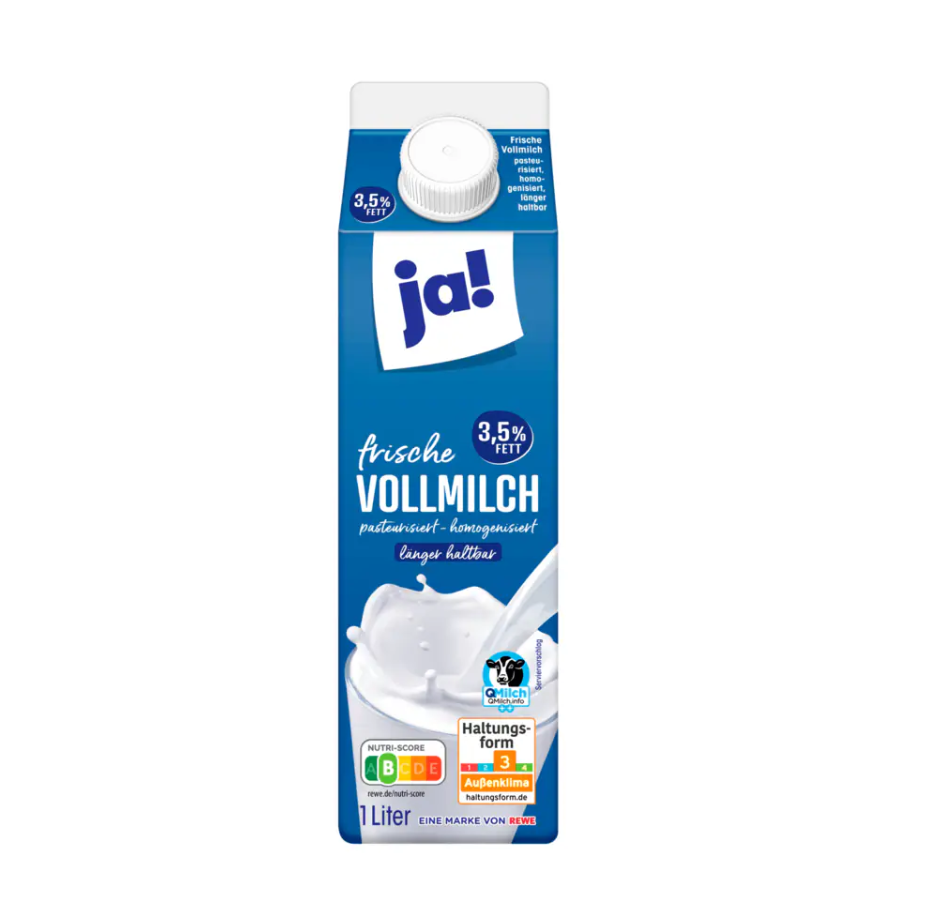 Frische
Vollmilch
pasteu-
risiert,
homo-
genisiert,
länger
haltbar
3,5%
FETT
ja!
3,5%
FETT
frische
VOLLMILCH
pasteurisiert - homogenisiert
länger haltbar
Serviervorschlag
QMilch
QMilch.info
Haltungs-
form
1 2 3 4
Außenklima
haltungsform.de
NUTRI-SCORE
A B C D E
rewe.de/nutri-score
1 Liter
EINE MARKE VON REWE